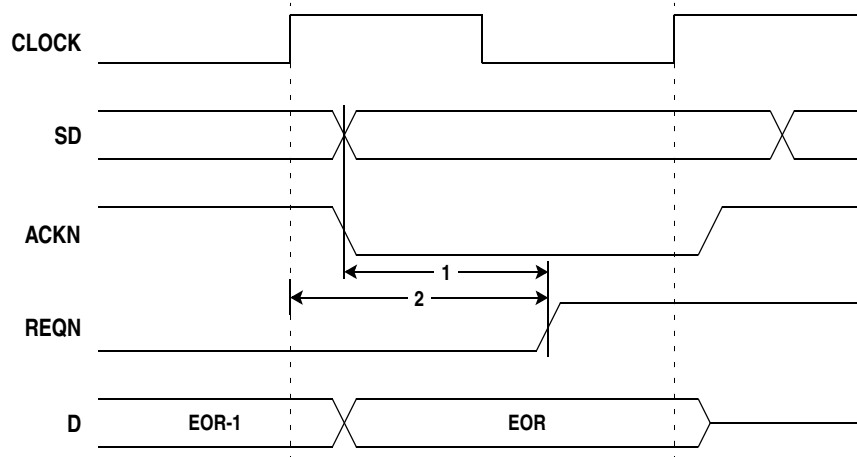 CLOCK
SD
ACKN
1
2
REQN
D EOR-1 EOR